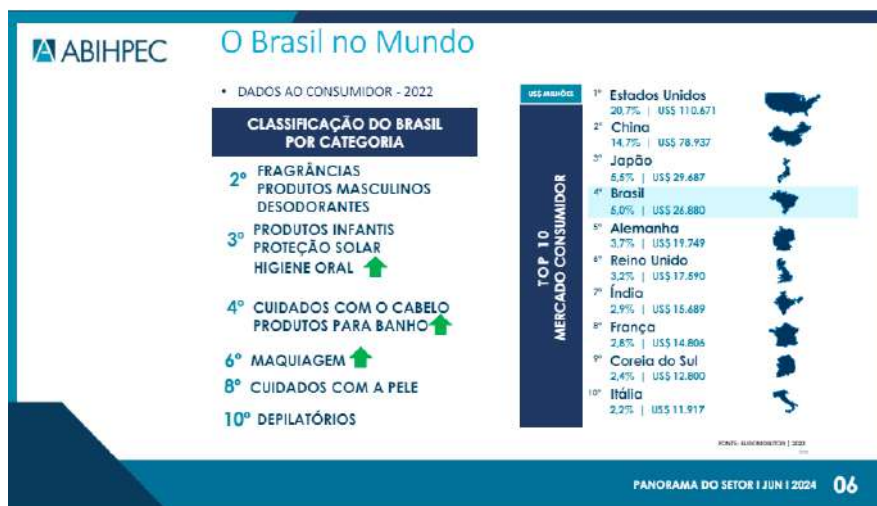 ABIHPEC
O Brasil no Mundo
• DADOS AO CONSUMIDOR - 2022
CLASSIFICAÇÃO DO BRASIL
POR CATEGORIA
2º FRAGRÂNCIAS
PRODUTOS MASCULINOS
DESODORANTES
3º PRODUTOS INFANTIS
PROTEÇÃO SOLAR
HIGIENE ORAL
4º CUIDADOS COM O CABELO
PRODUTOS PARA BANHO
6º MAQUIAGEM
8º CUIDADOS COM A PELE
10º DEPILATÓRIOS
US$ MILHÕES
TOP 10
MERCADO CONSUMIDOR
1º Estados Unidos
20,7% | US$ 110.671
2º China
14,7% | US$ 78.937
3º Japão
5,5% | US$ 29.687
4º Brasil
5,0% | US$ 26.880
5º Alemanha
3,7% | US$ 19.749
6º Reino Unido
3,2% | US$ 17.590
7º Índia
2,9% | US$ 15.689
8º França
2,8% | US$ 14.806
9º Coreia do Sul
2,4% | US$ 12.800
10º Itália
2,2% | US$ 11.917
FONTE: EUROMONITOR | 2023
PANORAMA DO SETOR I JUN I 2024 06